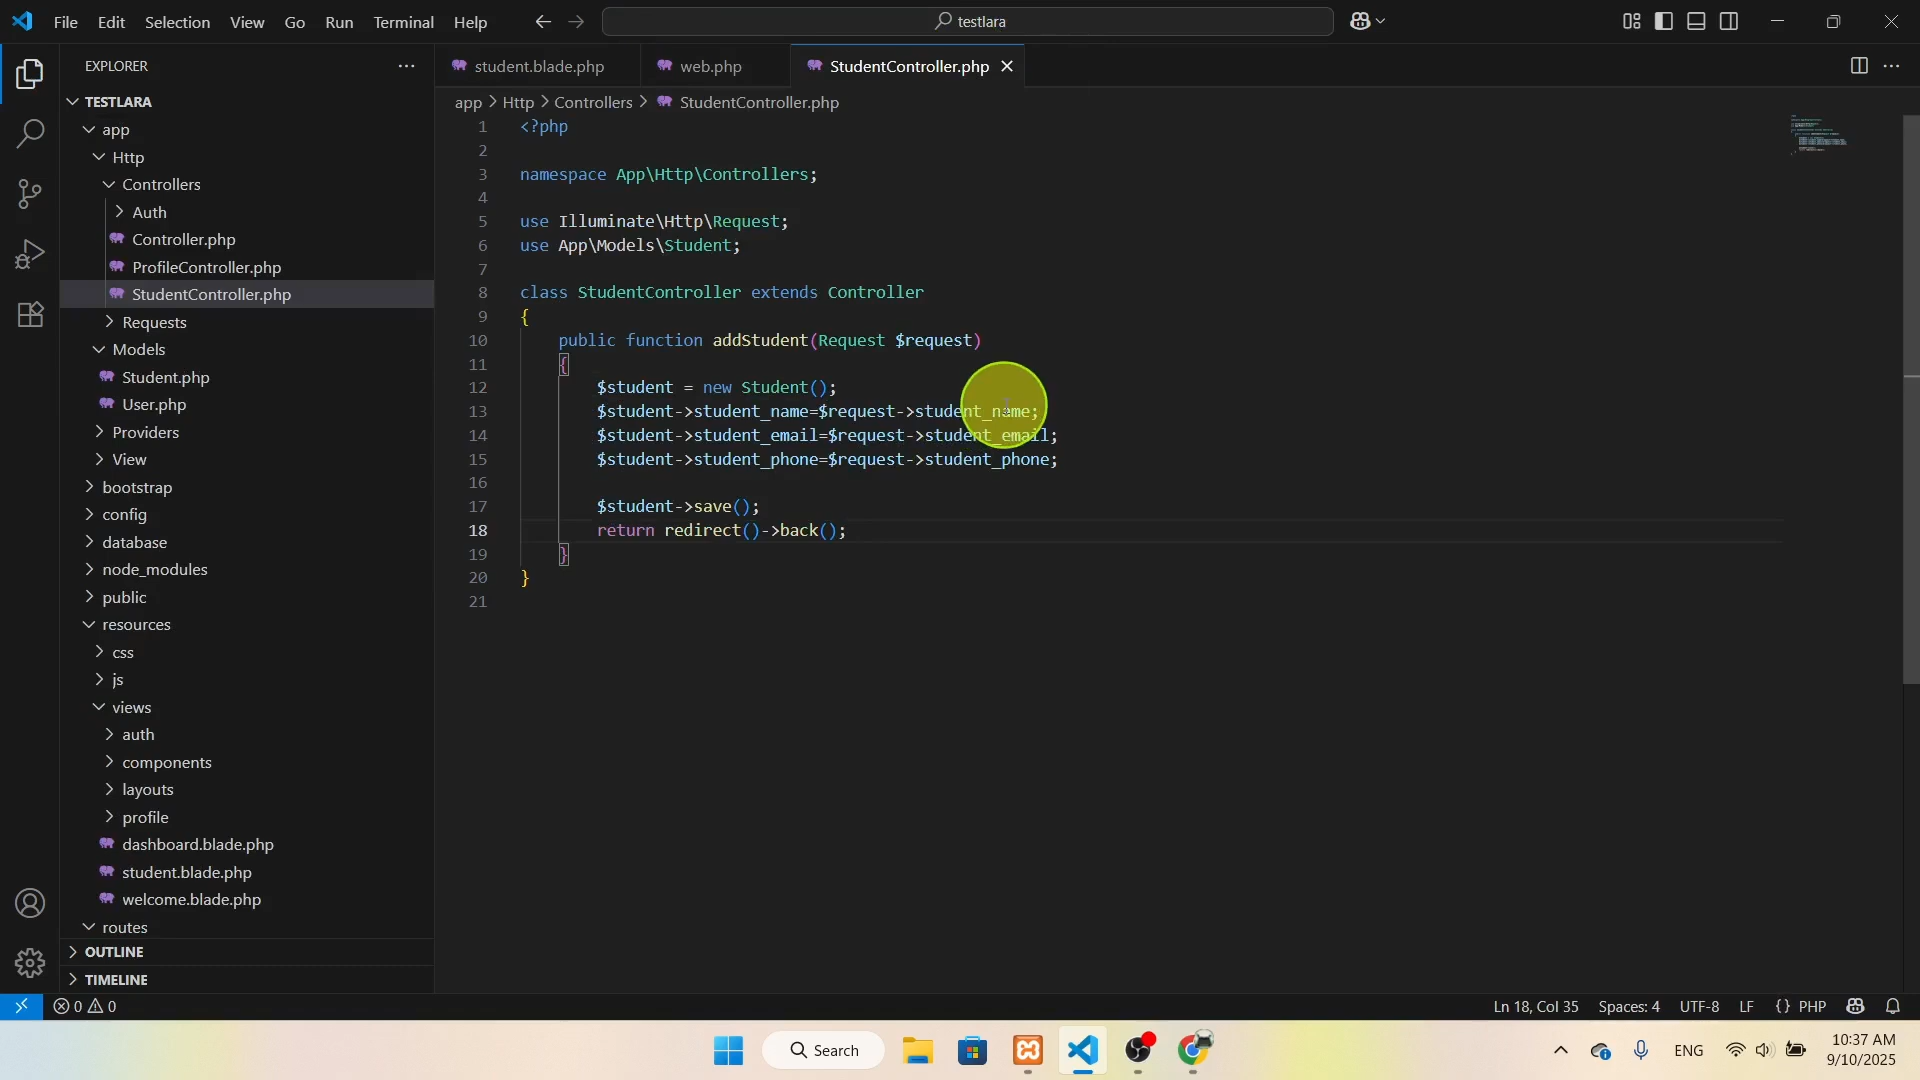 File Edit Selection View Go Run Terminal Help
testlara
EXPLORER
TESTLARA
app
Http
Controllers
Auth
Controller.php
ProfileController.php
StudentController.php
Requests
Models
Student.php
User.php
Providers
View
bootstrap
config
database
node_modules
public
resources
css
js
views
auth
components
layouts
profile
dashboard.blade.php
student.blade.php
welcome.blade.php
routes
OUTLINE
TIMELINE
student.blade.php web.php StudentController.php
app > Http > Controllers > StudentController.php
1 <?php
2
3 namespace App\Http\Controllers;
4
5 use Illuminate\Http\Request;
6 use App\Models\Student;
7
8 class StudentController extends Controller
9 {
10 public function addStudent(Request $request)
11 {
12 $student = new Student();
13 $student->student_name=$request->student_name;
14 $student->student_email=$request->student_email;
15 $student->student_phone=$request->student_phone;
16
17 $student->save();
18 return redirect()->back();
19 }
20 }
21
0 0
Ln 18, Col 35 Spaces: 4 UTF-8 LF {} PHP
Search
ENG
10:37 AM
9/10/2025